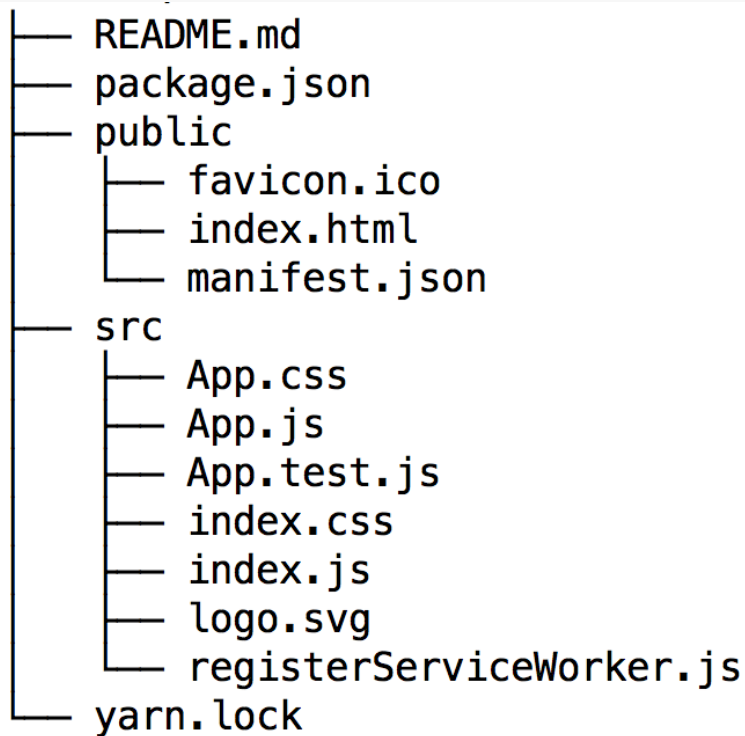 README.md
package.json
public
favicon.ico
index.html
manifest.json
src
App.css
App.js
App.test.js
index.css
index.js
logo.svg
registerServiceWorker.js
yarn.lock